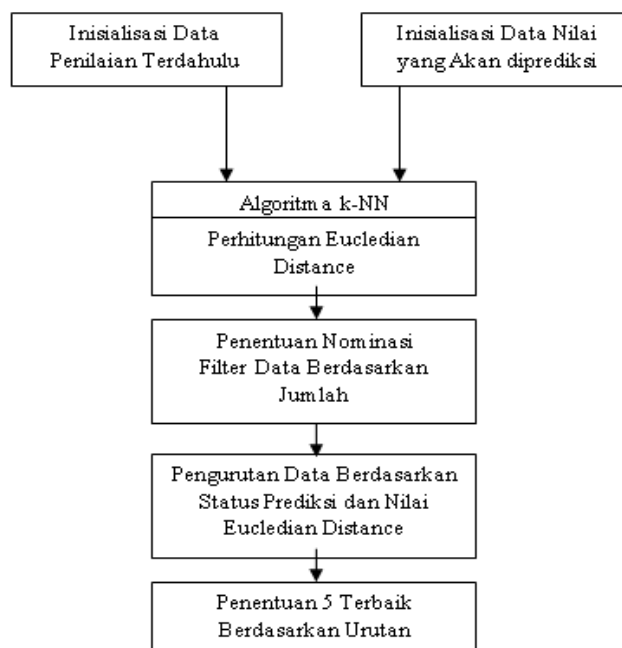 Inisialisasi Data
Penilaian Terdahulu
Inisialisasi Data Nilai
yang Akan diprediksi
Algoritma k-NN
Perhitungan Eucledian
Distance
Penentuan Nominasi
Filter Data Berdasarkan
Jumlah
Pengurutan Data Berdasarkan
Status Prediksi dan Nilai
Eucledian Distance
Penentuan 5 Terbaik
Berdasarkan Urutan